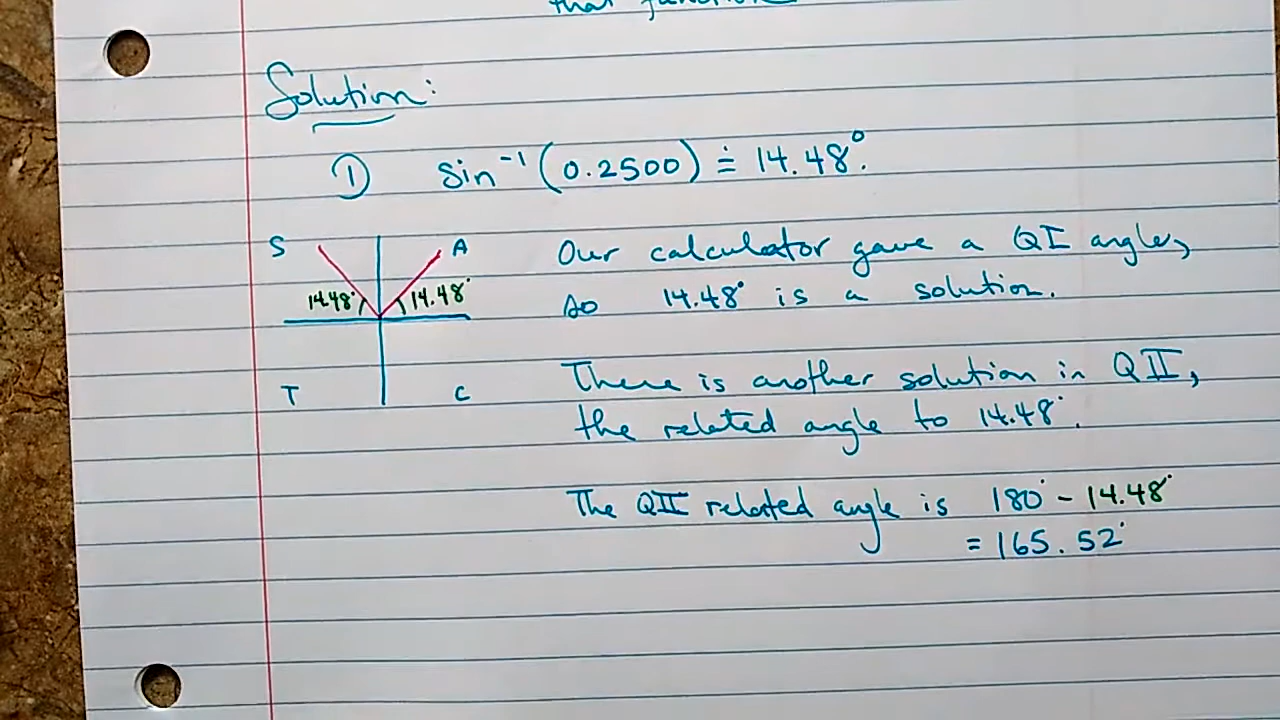 that function
Solution:
① sin⁻¹(0.2500) ≐ 14.48°.
S A
14.48° 14.48°
T C
Our calculator gave a QI angle,
so 14.48° is a solution.
There is another solution in QII,
the related angle to 14.48°.
The QII related angle is 180° - 14.48°
= 165.52°